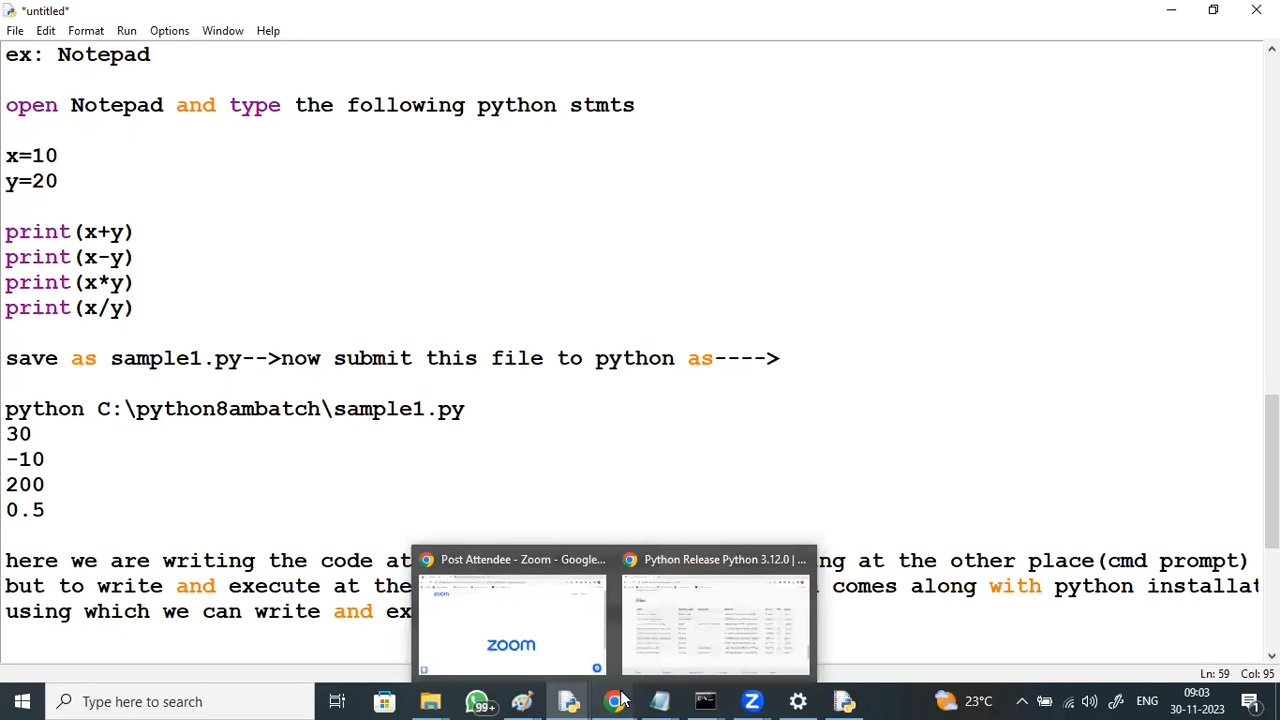 *untitled*
File Edit Format Run Options Window Help
ex: Notepad
open Notepad and type the following python stmts
x=10
y=20
print(x+y)
print(x-y)
print(x*y)
print(x/y)
save as sample1.py-->now submit this file to python as---->
python C:\python8ambatch\sample1.py
30
-10
200
0.5
here we are writing the code at ng at the other place(cmd prompt)
but to write and execute at the comes along with python installat
using which we can write and ex
Post Attendee - Zoom - Google...
Python Release Python 3.12.0 | ...
zoom
zoom
Ln: 59 Col: 95
Type here to search
99+
23°C
ENG
09:03
30-11-2023
1